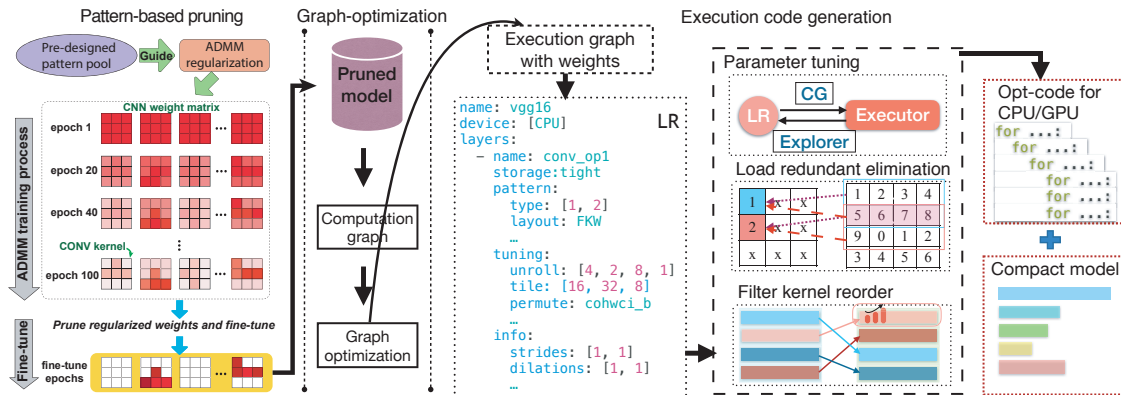 Pattern-based pruning
Pre-designed
pattern pool
Guide
ADMM
regularization
CNN weight matrix
epoch 1
...
epoch 20
...
epoch 40
...
...
CONV kernel
epoch 100
...
ADMM training process
Prune regularized weights and fine-tune
Fine-tune
fine-tune
epochs
...
Graph-optimization
Pruned
model
Computation
graph
Graph
optimization
Execution graph
with weights
LR
name: vgg16
device: [CPU]
layers:
- name: conv_op1
storage:tight
pattern:
type: [1, 2]
layout: FKW
…
tuning:
unroll: [4, 2, 8, 1]
tile: [16, 32, 8]
permute: cohwci_b
…
info:
strides: [1, 1]
dilations: [1, 1]
…
Execution code generation
Parameter tuning
LR
CG
Explorer
Executor
Load redundant elimination
1 x x
2 x x
x x x
1 2 3 4
5 6 7 8
9 0 1 2
3 4 5 6
Filter kernel reorder
Opt-code for
CPU/GPU
for ...:
for ...:
for ...:
for ...:
for ...:
for ...:
Compact model